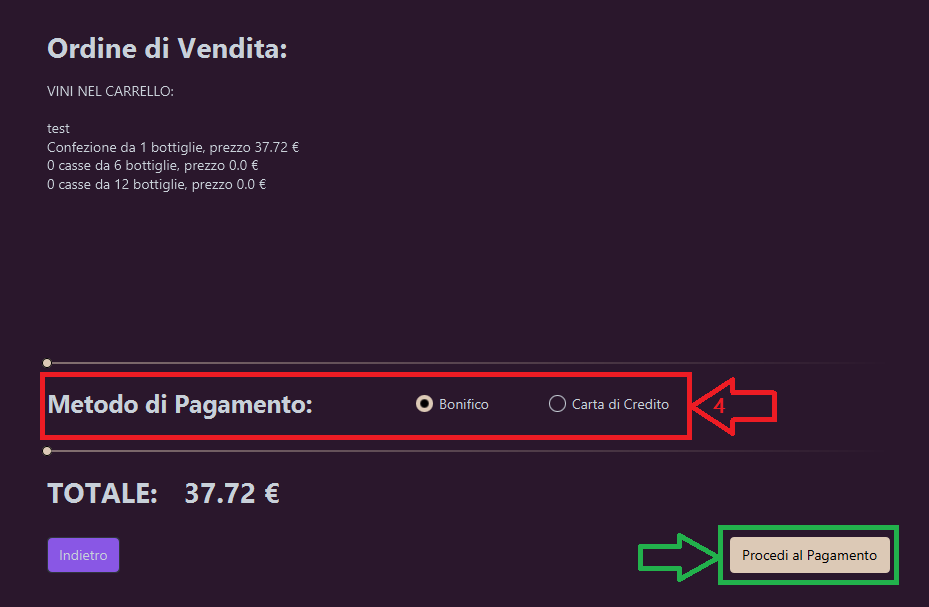 Ordine di Vendita:
VINI NEL CARRELLO:
test
Confezione da 1 bottiglie, prezzo 37.72 €
0 casse da 6 bottiglie, prezzo 0.0 €
0 casse da 12 bottiglie, prezzo 0.0 €
Metodo di Pagamento: Bonifico Carta di Credito 4
TOTALE: 37.72 €
Indietro Procedi al Pagamento